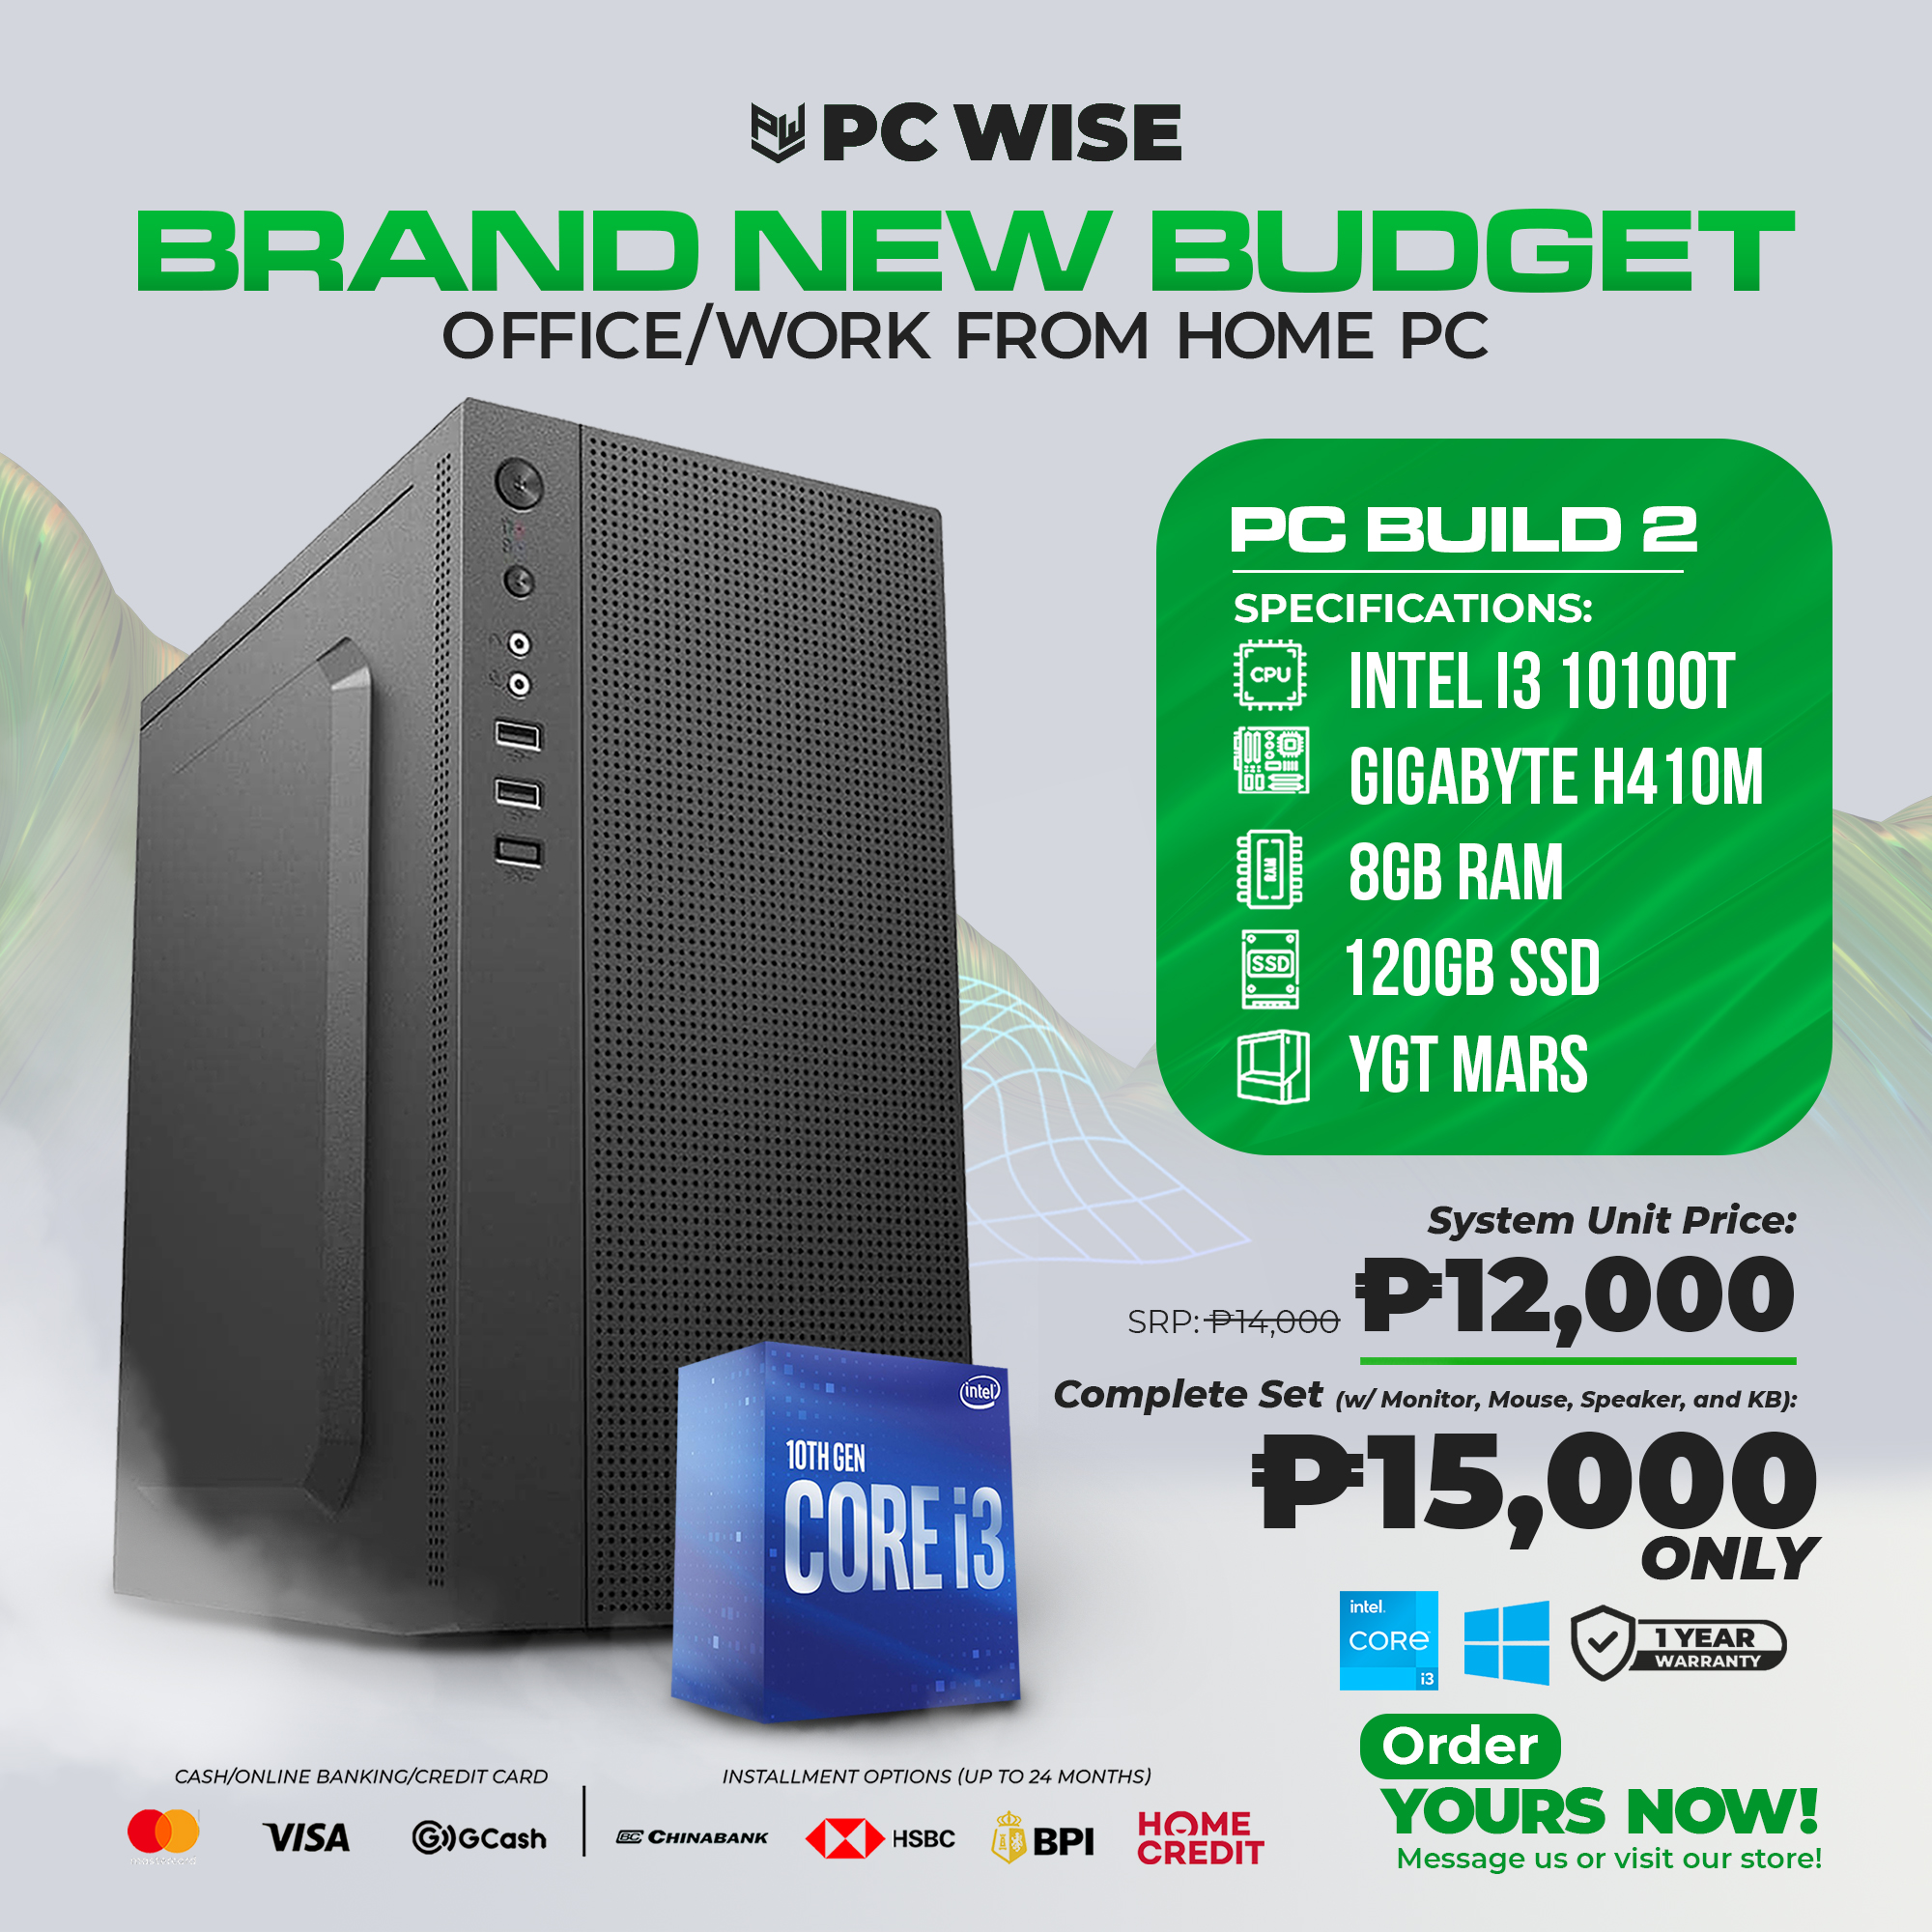 PC WISE
BRAND NEW BUDGET
OFFICE/WORK FROM HOME PC
PC BUILD 2
SPECIFICATIONS:
CPU
INTEL I3 10100T
GIGABYTE H410M
RAM
8GB RAM
SSD
120GB SSD
YGT MARS
System Unit Price:
SRP: ₱14,000 ₱12,000
Complete Set (w/ Monitor, Mouse, Speaker, and KB):
₱15,000
ONLY
intel
10TH GEN
CORE i3
intel.
CORE
i3
1 YEAR
WARRANTY
Order
YOURS NOW!
Message us or visit our store!
CASH/ONLINE BANKING/CREDIT CARD
mastercard
VISA
GCash
INSTALLMENT OPTIONS (UP TO 24 MONTHS)
CHINABANK
HSBC
BPI
HOME
CREDIT